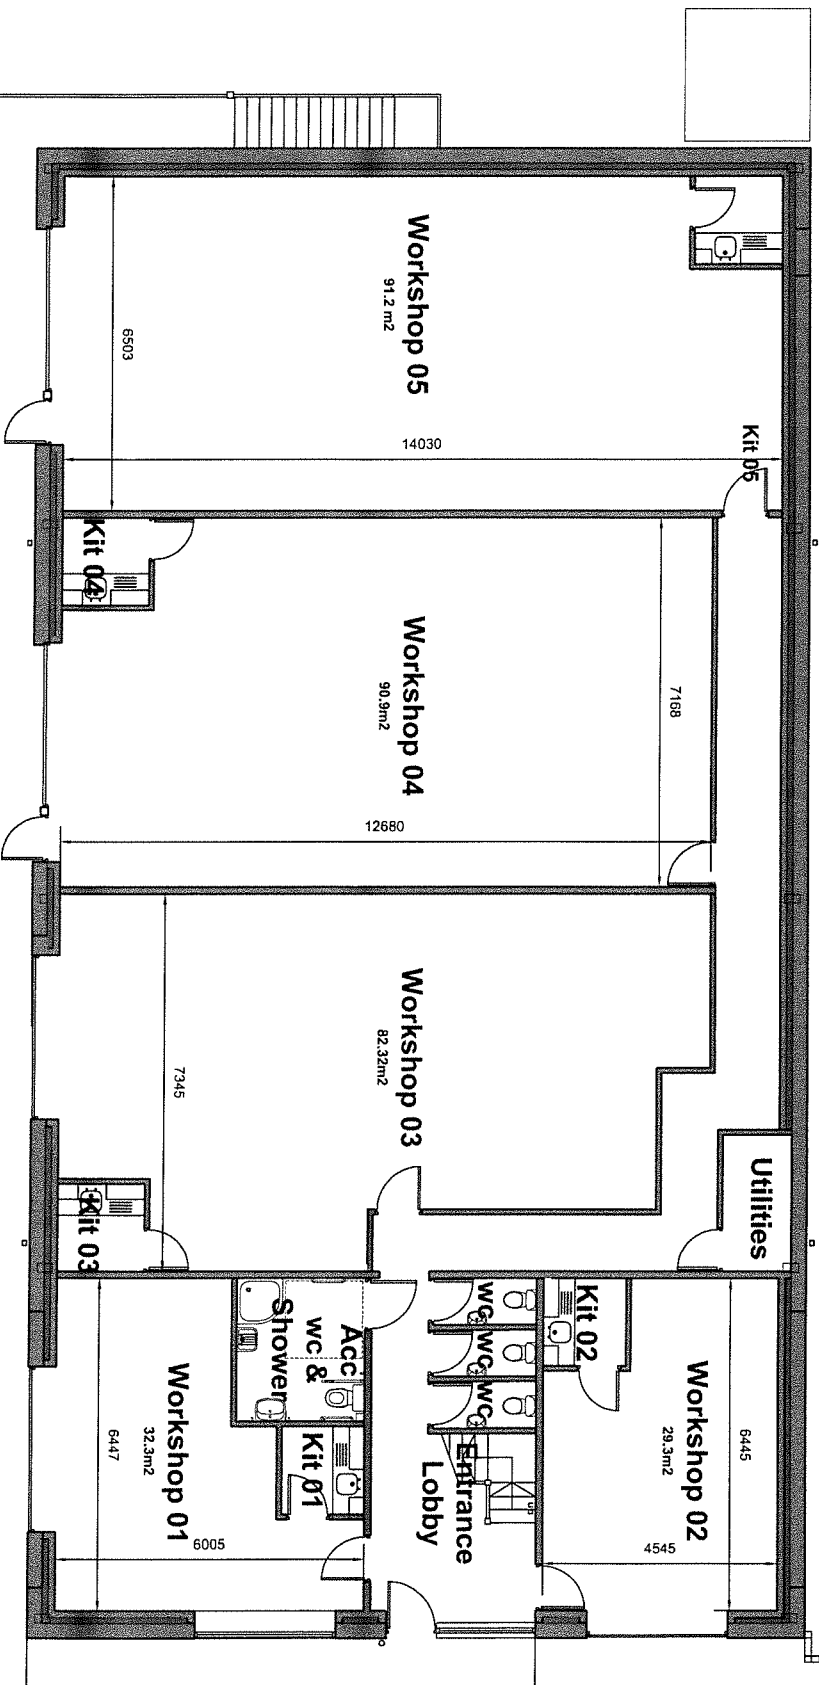 Workshop 05
91.2 m2
6503
14030
Kit 05
Kit 04
Workshop 04
90.9m2
7168
12680
Workshop 03
82.32m2
7345
Kit 03
Utilities
wc
wc
wc
Kit 02
Workshop 02
29.3m2
6445
4545
Acc
wc &
Shower
Kit 01
Workshop 01
32.3m2
6447
6005
Entrance
Lobby